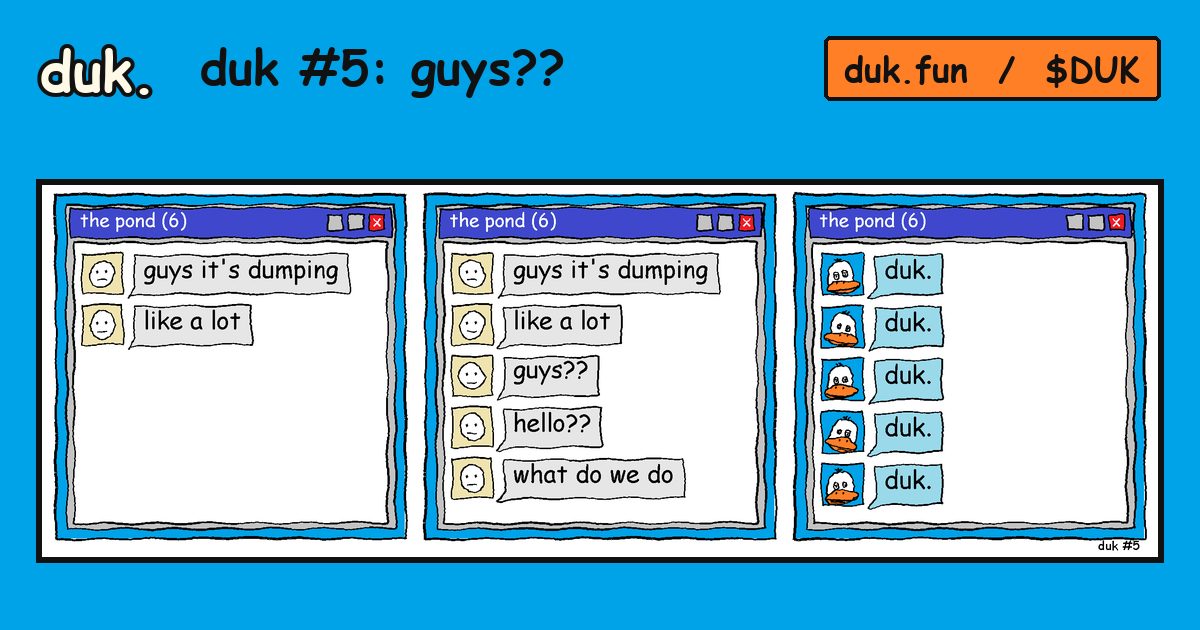 duk.
duk #5: guys??
duk.fun / $DUK
the pond (6)
guys it's dumping
like a lot
the pond (6)
guys it's dumping
like a lot
guys??
hello??
what do we do
the pond (6)
duk.
duk.
duk.
duk.
duk.
duk #5